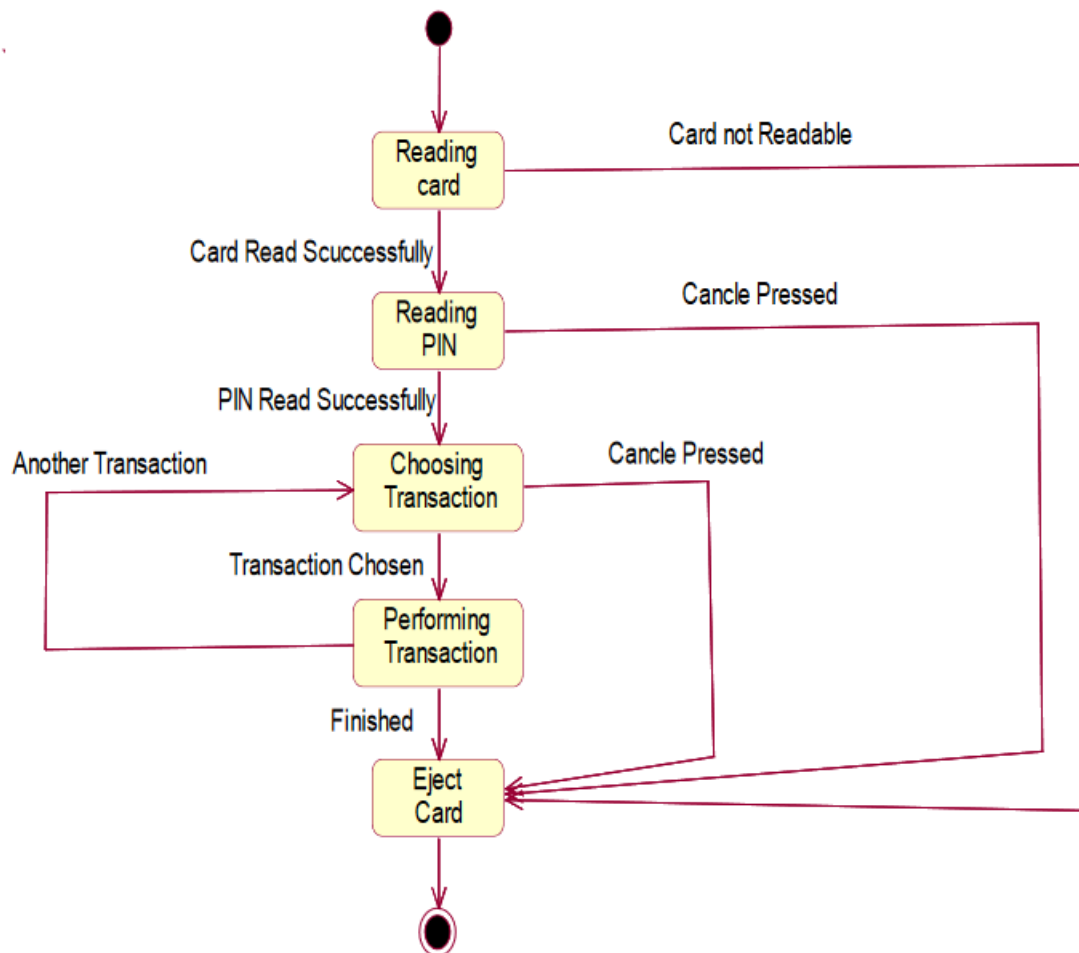 Card not Readable
Reading
card
Card Read Scuccessfully
Cancle Pressed
Reading
PIN
PIN Read Successfully
Another Transaction
Choosing
Transaction
Cancle Pressed
Transaction Chosen
Performing
Transaction
Finished
Eject
Card